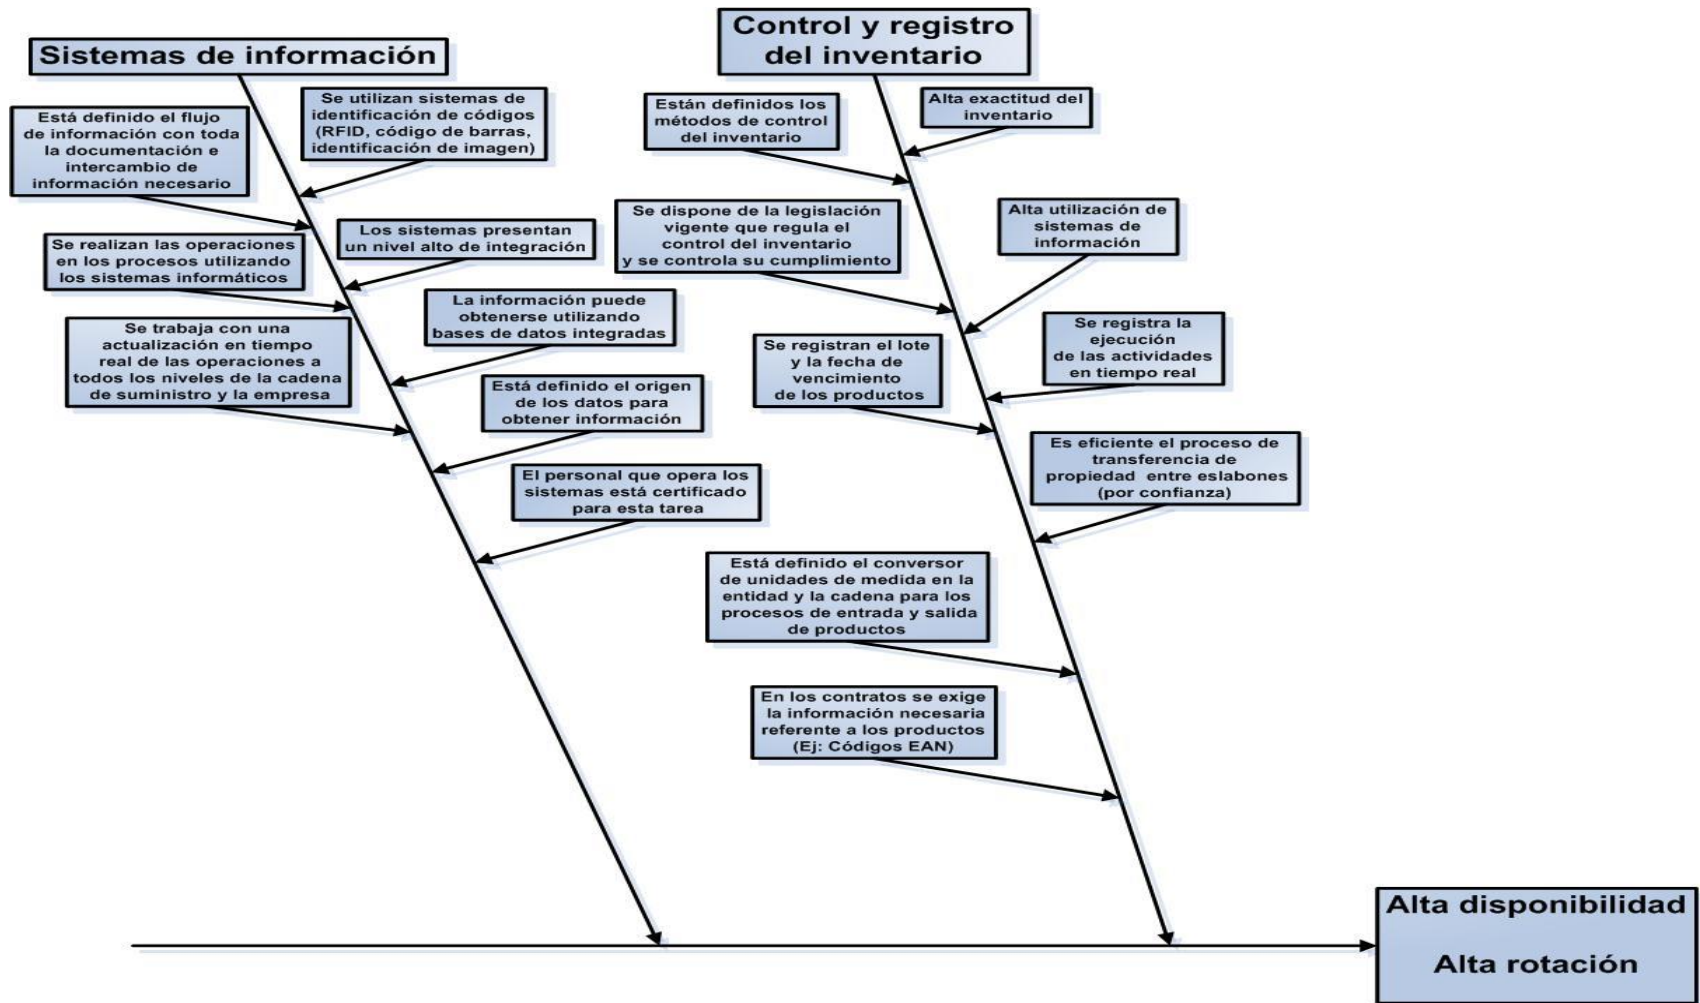 Sistemas de información
Control y registro
del inventario
Está definido el flujo
de información con toda
la documentación e
intercambio de
información necesario
Se utilizan sistemas de
identificación de códigos
(RFID, código de barras,
identificación de imagen)
Se realizan las operaciones
en los procesos utilizando
los sistemas informáticos
Los sistemas presentan
un nivel alto de integración
Se trabaja con una
actualización en tiempo
real de las operaciones a
todos los niveles de la cadena
de suministro y la empresa
La información puede
obtenerse utilizando
bases de datos integradas
Está definido el origen
de los datos para
obtener información
El personal que opera los
sistemas está certificado
para esta tarea
Están definidos los
métodos de control
del inventario
Alta exactitud del
inventario
Se dispone de la legislación
vigente que regula el
control del inventario
y se controla su cumplimiento
Alta utilización de
sistemas de
información
Se registran el lote
y la fecha de
vencimiento
de los productos
Se registra la
ejecución
de las actividades
en tiempo real
Es eficiente el proceso de
transferencia de
propiedad entre eslabones
(por confianza)
Está definido el conversor
de unidades de medida en la
entidad y la cadena para los
procesos de entrada y salida
de productos
En los contratos se exige
la información necesaria
referente a los productos
(Ej: Códigos EAN)
Alta disponibilidad
Alta rotación